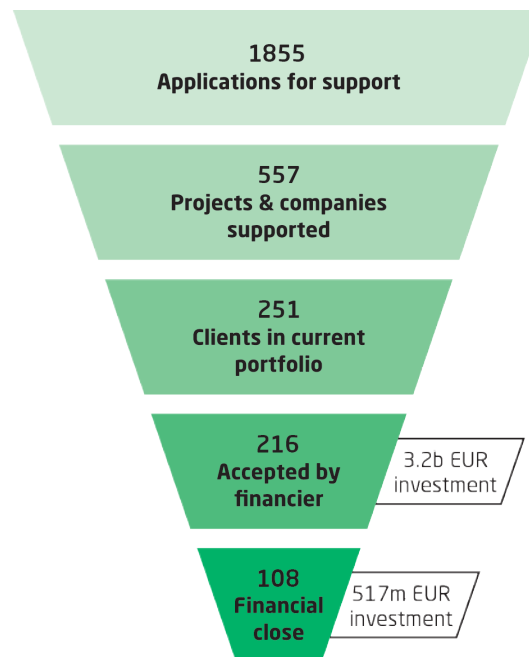 1855
Applications for support
557
Projects & companies
supported
251
Clients in current
portfolio
216
Accepted by
financier
3.2b EUR
investment
108
Financial
close
517m EUR
investment